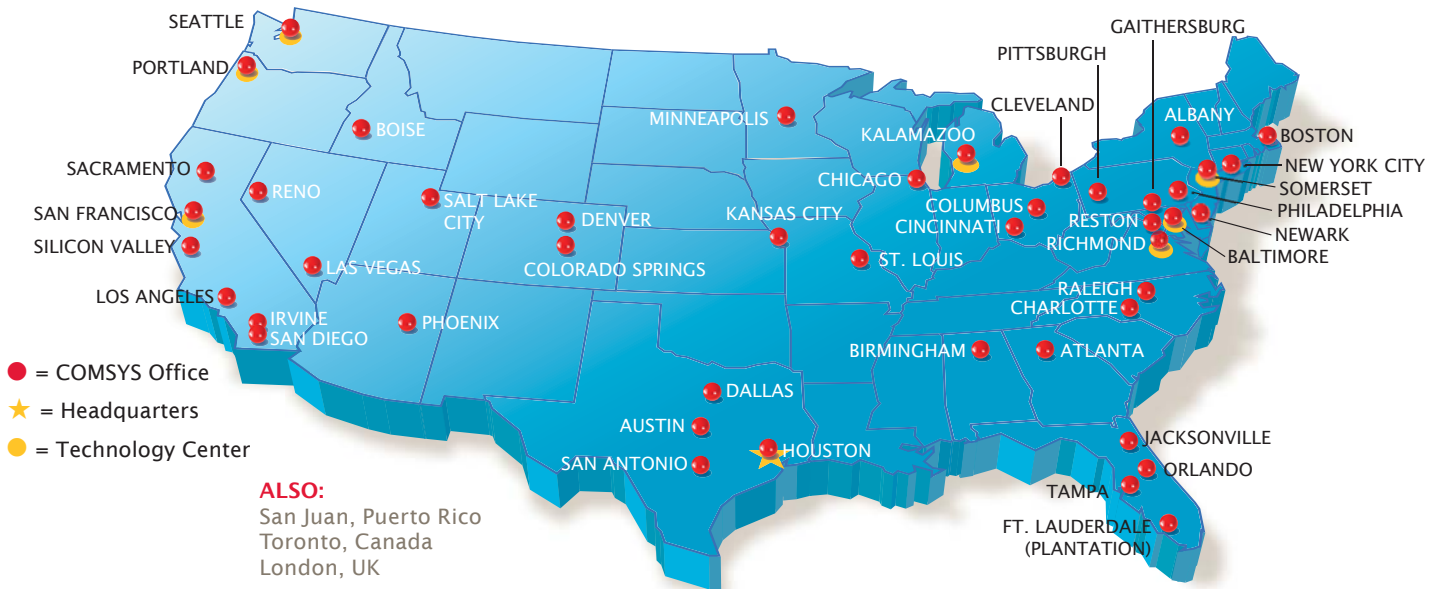 SEATTLE
PORTLAND
BOISE
SACRAMENTO
RENO
SAN FRANCISCO
SILICON VALLEY
LOS ANGELES
IRVINE
SAN DIEGO
LAS VEGAS
PHOENIX
SALT LAKE
CITY
DENVER
COLORADO SPRINGS
MINNEAPOLIS
KANSAS CITY
ST. LOUIS
CHICAGO
KALAMAZOO
CLEVELAND
PITTSBURGH
GAITHERSBURG
COLUMBUS
CINCINNATI
ALBANY
BOSTON
NEW YORK CITY
SOMERSET
PHILADELPHIA
NEWARK
BALTIMORE
RESTON
RICHMOND
RALEIGH
CHARLOTTE
BIRMINGHAM
ATLANTA
DALLAS
AUSTIN
SAN ANTONIO
HOUSTON
JACKSONVILLE
ORLANDO
TAMPA
FT. LAUDERDALE
(PLANTATION)
= COMSYS Office
= Headquarters
= Technology Center
ALSO:
San Juan, Puerto Rico
Toronto, Canada
London, UK